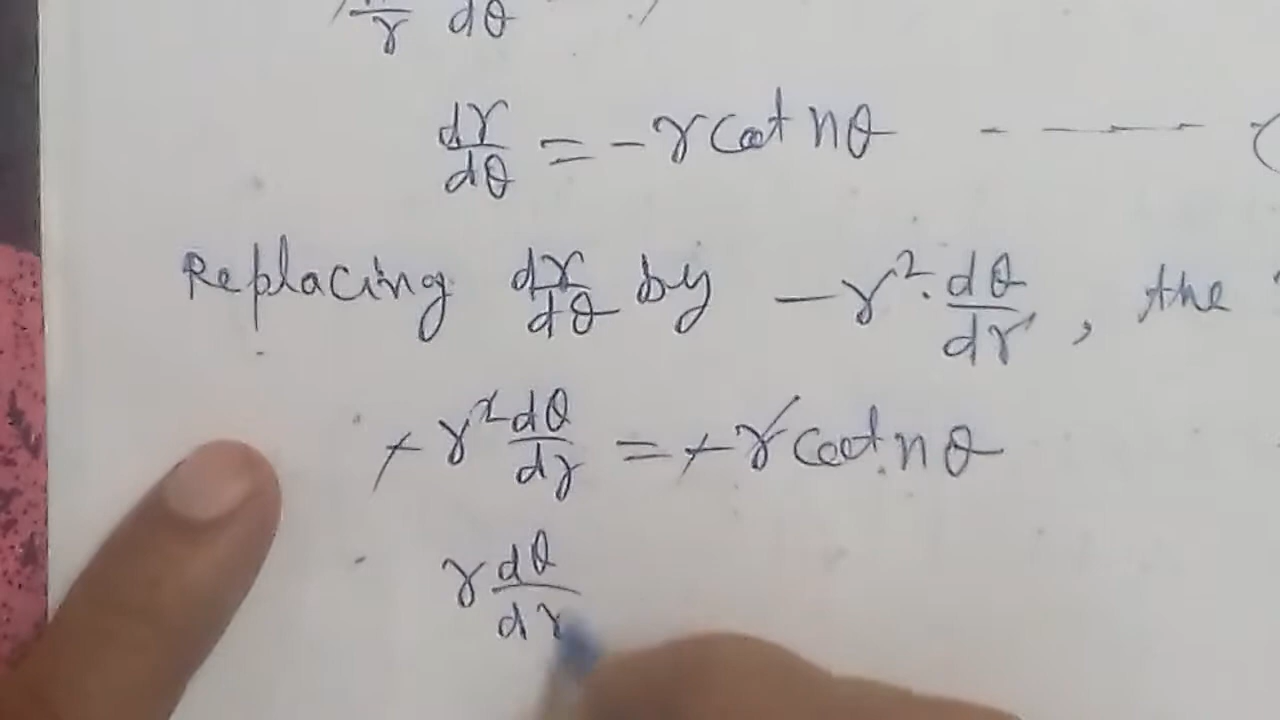 r dθ
dr/dθ = - r cot nθ - - - - (
Replacing dr/dθ by - r². dθ/dr, the
- r² dθ/dr = - r cot nθ
r dθ/dr